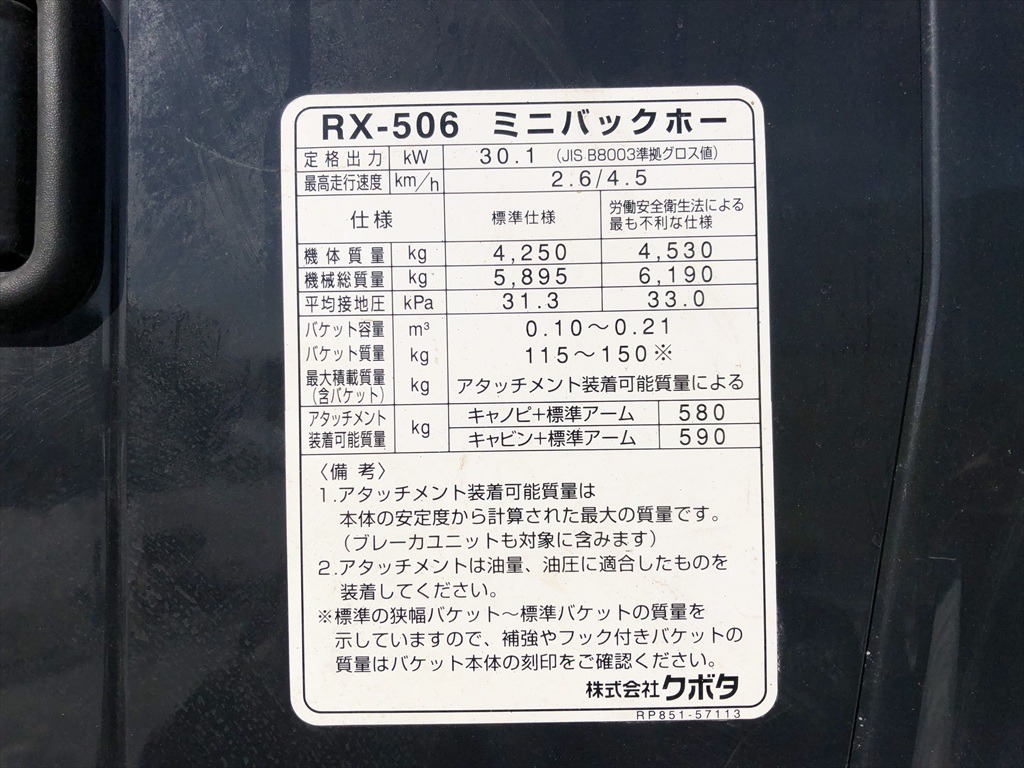 RX-506 ミニバックホー
定格出力 kW 30.1 (JIS B8003準拠グロス値)
最高走行速度 km/h 2.6/4.5
仕様 標準仕様 労働安全衛生法による
最も不利な仕様
機体質量 kg 4,250 4,530
機械総質量 kg 5,895 6,190
平均接地圧 kPa 31.3 33.0
バケット容量 m³ 0.10～0.21
バケット質量 kg 115～150※
最大積載質量
(含バケット) kg アタッチメント装着可能質量による
アタッチメント
装着可能質量 kg キャノピ+標準アーム 580
キャビン+標準アーム 590
〈備考〉
1.アタッチメント装着可能質量は
本体の安定度から計算された最大の質量です。
(ブレーカユニットも対象に含みます)
2.アタッチメントは油量、油圧に適合したものを
装着してください。
※標準の狭幅バケット～標準バケットの質量を
示していますので、補強やフック付きバケットの
質量はバケット本体の刻印をご確認ください。
株式会社クボタ
RP851-57113